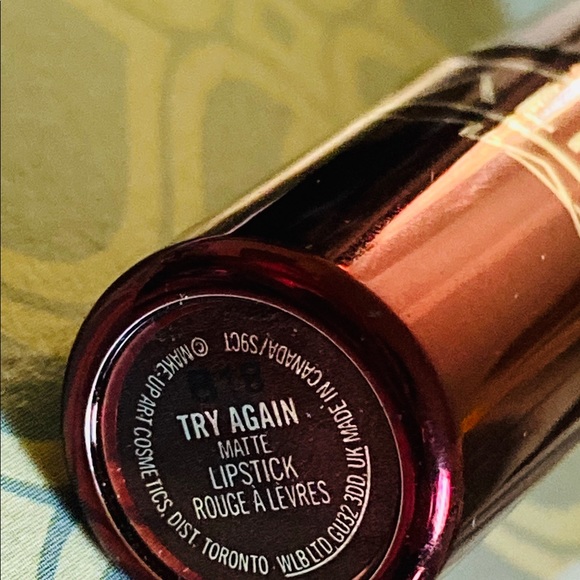 TRY AGAIN
MATTE
LIPSTICK
ROUGE A LÈVRES
© MAKE-UP ART COSMETICS. DIST. TORONTO WLB LTD GU32 3DD, UK MADE IN CANADA/S9CT